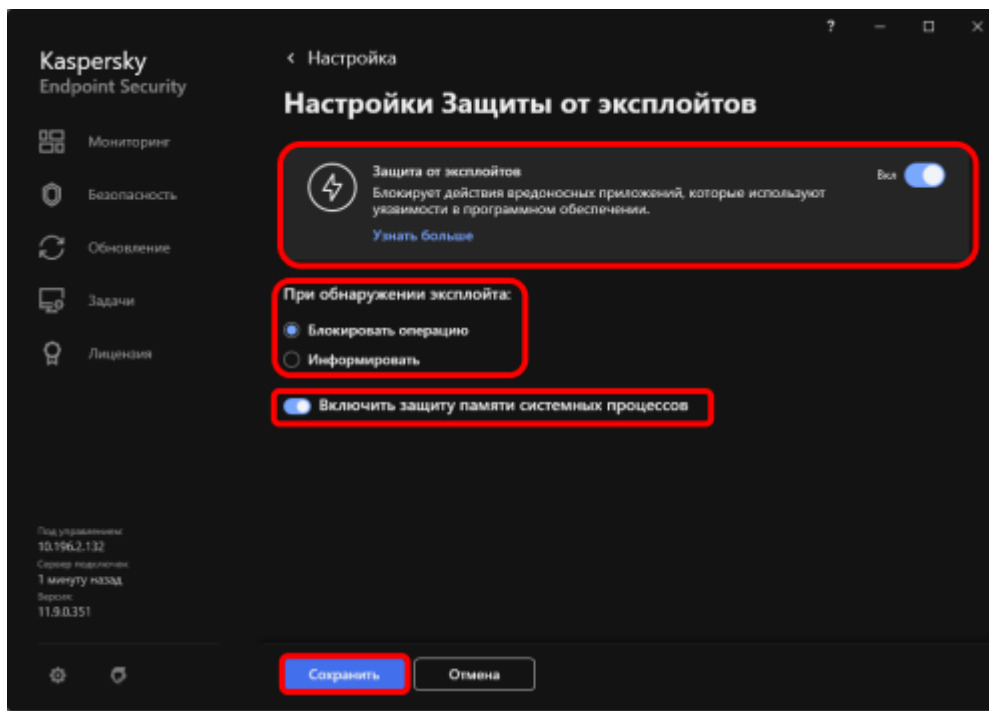 ?
Kaspersky
Endpoint Security
Мониторинг
Безопасность
Обновление
Задачи
Лицензия
Под управлением:
10.196.2.132
Сервер подключен:
1 минуту назад
Версия:
11.9.0.351
< Настройка
Настройки Защиты от эксплойтов
Защита от эксплойтов
Блокирует действия вредоносных приложений, которые используют
уязвимости в программном обеспечении.
Узнать больше
Вкл
При обнаружении эксплойта:
Блокировать операцию
Информировать
Включить защиту памяти системных процессов
Сохранить
Отмена